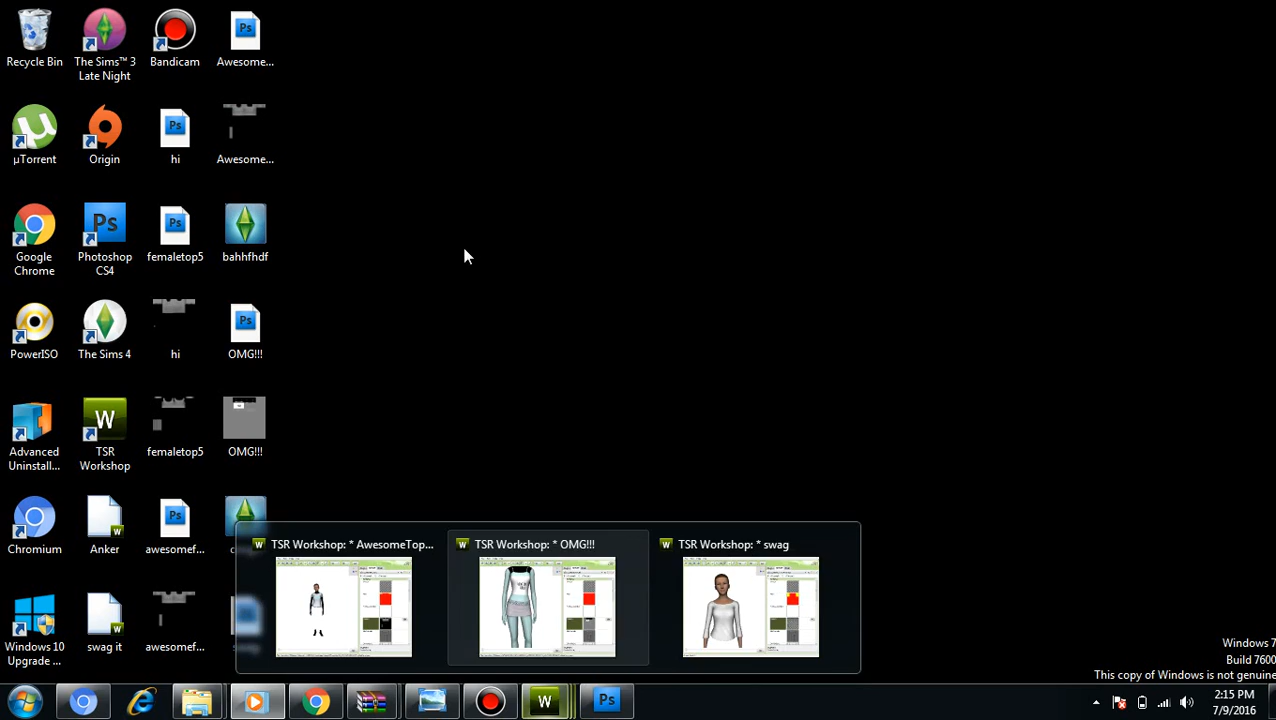 Recycle Bin
The Sims™ 3
Late Night
Bandicam
Awesome...
µTorrent
Origin
hi
Awesome...
Google
Chrome
Photoshop
CS4
femaletop5
bahhfhdf
PowerISO
The Sims 4
hi
OMG!!!
Advanced
Uninstall...
TSR
Workshop
femaletop5
OMG!!!
Chromium
Anker
awesomef...
Windows 10
Upgrade ...
swag it
awesomef...
TSR Workshop: * AwesomeTop...
TSR Workshop: * OMG!!!
TSR Workshop: * swag
Windows
Build 7600
This copy of Windows is not genuine
2:15 PM
7/9/2016